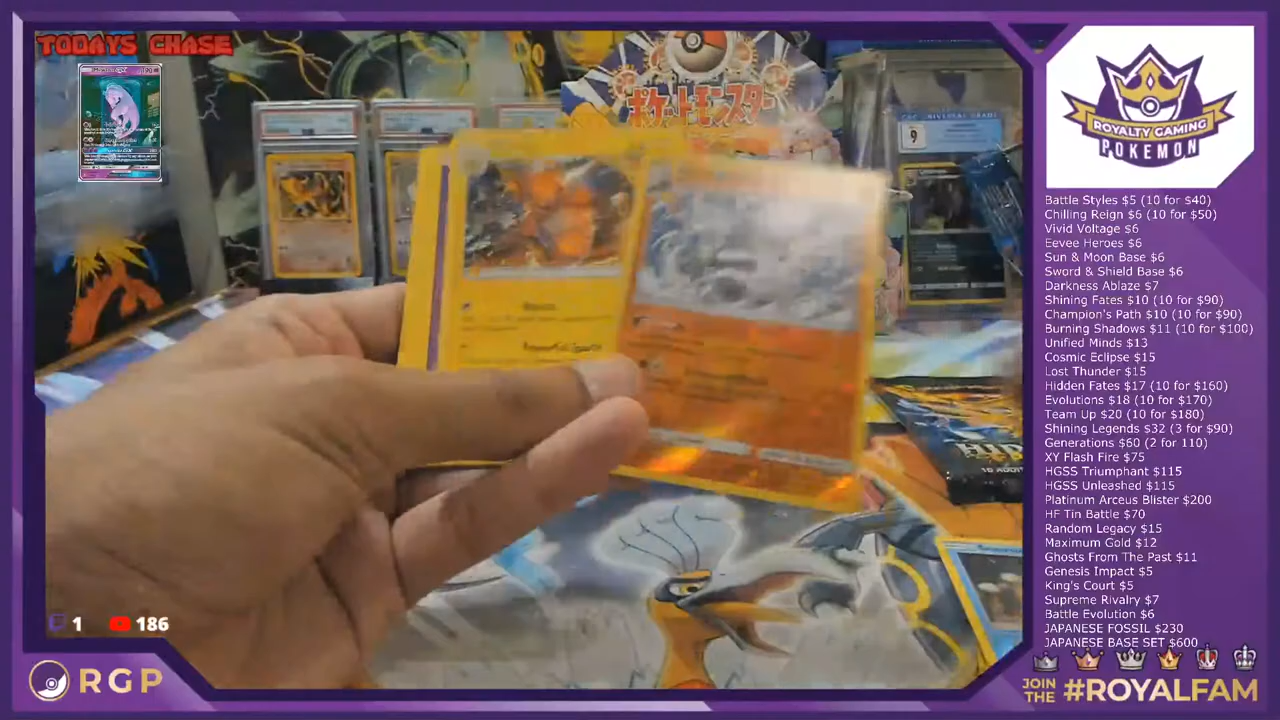 TODAYS CHASE
ポケットモンスター
UNIVERSAL GRADE
9
ROYALTY GAMING
POKEMON
Battle Styles $5 (10 for $40)
Chilling Reign $6 (10 for $50)
Vivid Voltage $6
Eevee Heroes $6
Sun & Moon Base $6
Sword & Shield Base $6
Darkness Ablaze $7
Shining Fates $10 (10 for $90)
Champion's Path $10 (10 for $90)
Burning Shadows $11 (10 for $100)
Unified Minds $13
Cosmic Eclipse $15
Lost Thunder $15
Hidden Fates $17 (10 for $160)
Evolutions $18 (10 for $170)
Team Up $20 (10 for $180)
Shining Legends $32 (3 for $90)
Generations $60 (2 for 110)
XY Flash Fire $75
HGSS Triumphant $115
HGSS Unleashed $115
Platinum Arceus Blister $200
HF Tin Battle $70
Random Legacy $15
Maximum Gold $12
Ghosts From The Past $11
Genesis Impact $5
King's Court $5
Supreme Rivalry $7
Battle Evolution $6
JAPANESE FOSSIL $230
JAPANESE BASE SET $600
1
186
RGP
JOIN THE #ROYALFAM